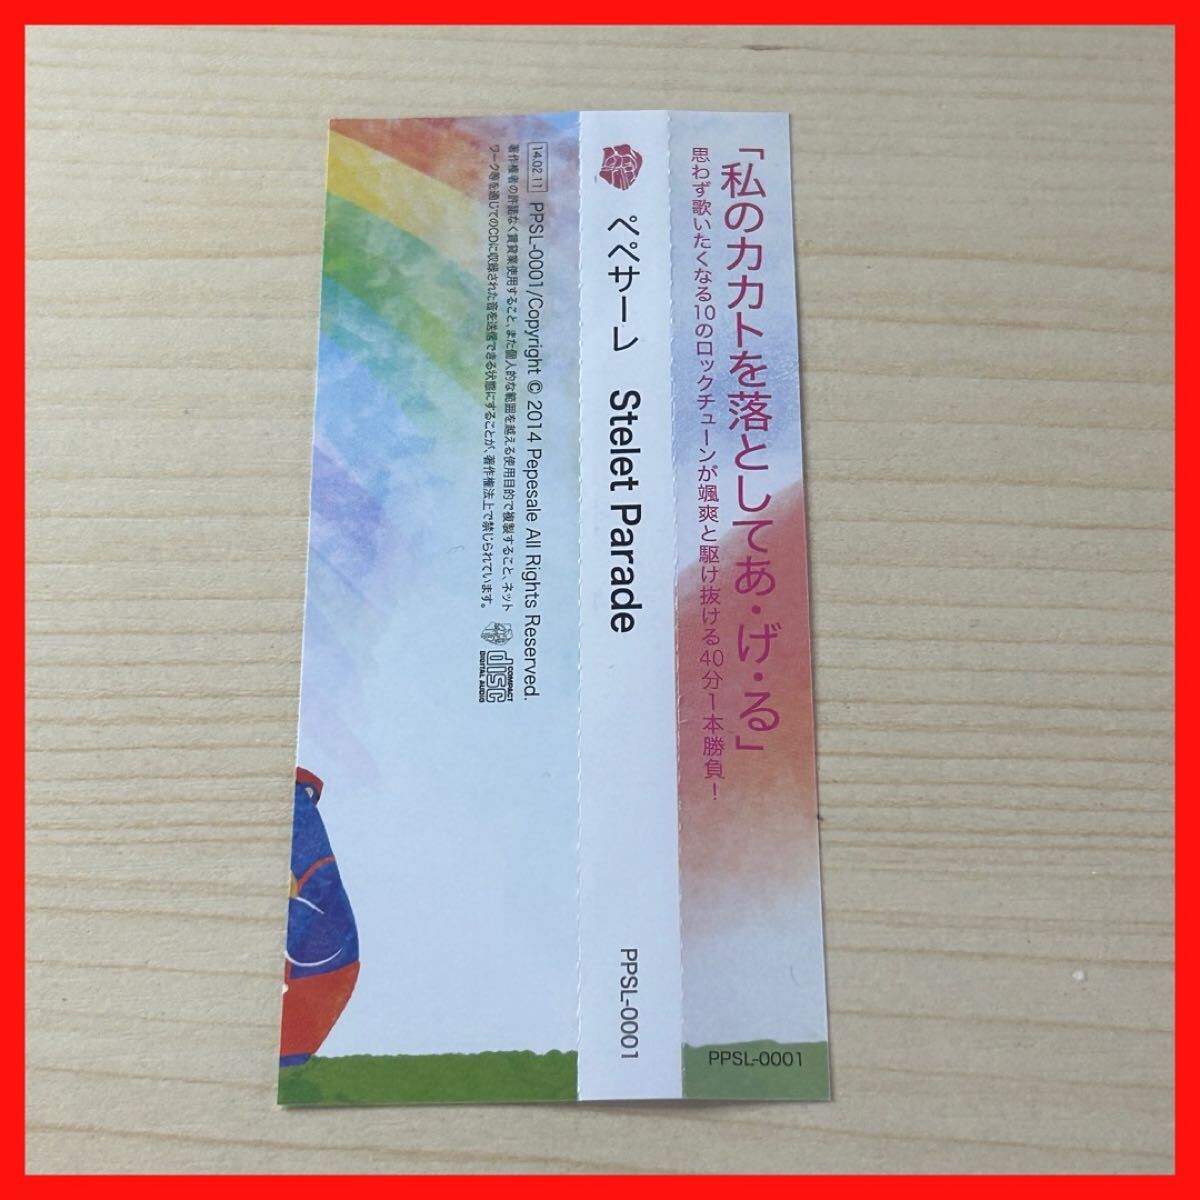 「私のカカトを落としてあ・げ・る」
思わず歌いたくなる10のロックチューンが颯爽と駆け抜ける40分1本勝負！
PPSL-0001
ペペサーレ Stelet Parade
PPSL-0001
14.02.11 PPSL-0001/Copyright © 2014 Pepesale All Rights Reserved.
著作権者の許諾なく賃貸業使用すること、また個人的な範囲を越える使用目的で複製すること、ネット
ワーク等を通じてのCDに収録された音を送信できる状態にすることが、著作権法上で禁じられています。
COMPACT
disc
DIGITAL AUDIO